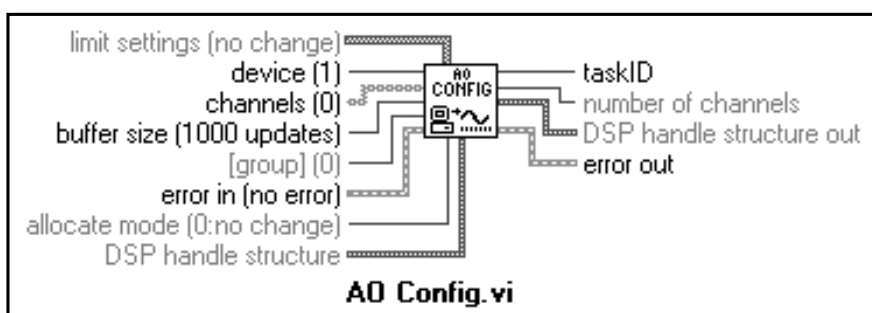 limit settings (no change)
device (1)
channels (0)
buffer size (1000 updates)
[group] (0)
error in (no error)
allocate mode (0:no change)
DSP handle structure
AO
CONFIG
taskID
number of channels
DSP handle structure out
error out
AO Config.vi